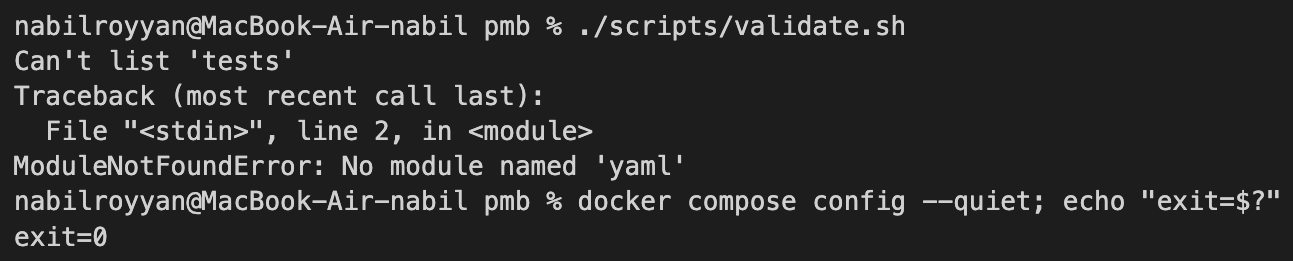 nabilroyyan@MacBook-Air-nabil pmb % ./scripts/validate.sh
Can't list 'tests'
Traceback (most recent call last):
  File "<stdin>", line 2, in <module>
ModuleNotFoundError: No module named 'yaml'
nabilroyyan@MacBook-Air-nabil pmb % docker compose config --quiet; echo "exit=$?"
exit=0